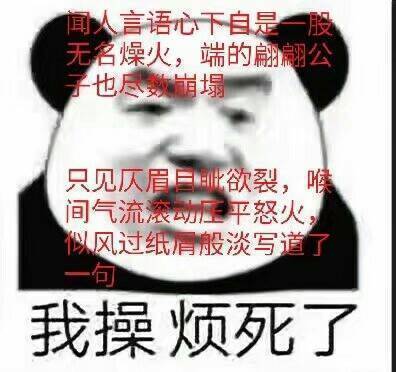 闻人言语心下自是一股
无名燥火，端的翩翩公
子也尽数崩塌
只见仄眉目眦欲裂，喉
间气流滚动压平怒火，
似风过纸眉般淡写道了
一句
我操 烦死了